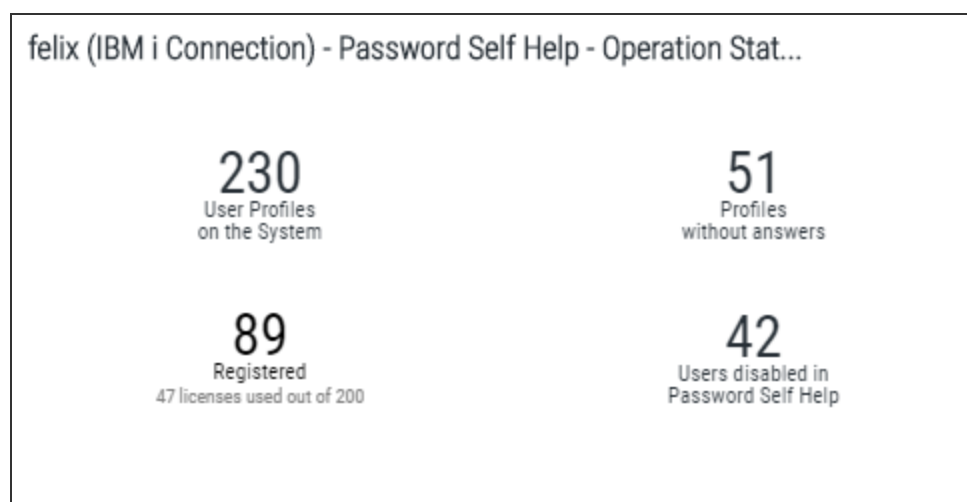 felix (IBM i Connection) - Password Self Help - Operation Stat...
230
User Profiles
on the System
51
Profiles
without answers
89
Registered
47 licenses used out of 200
42
Users disabled in
Password Self Help